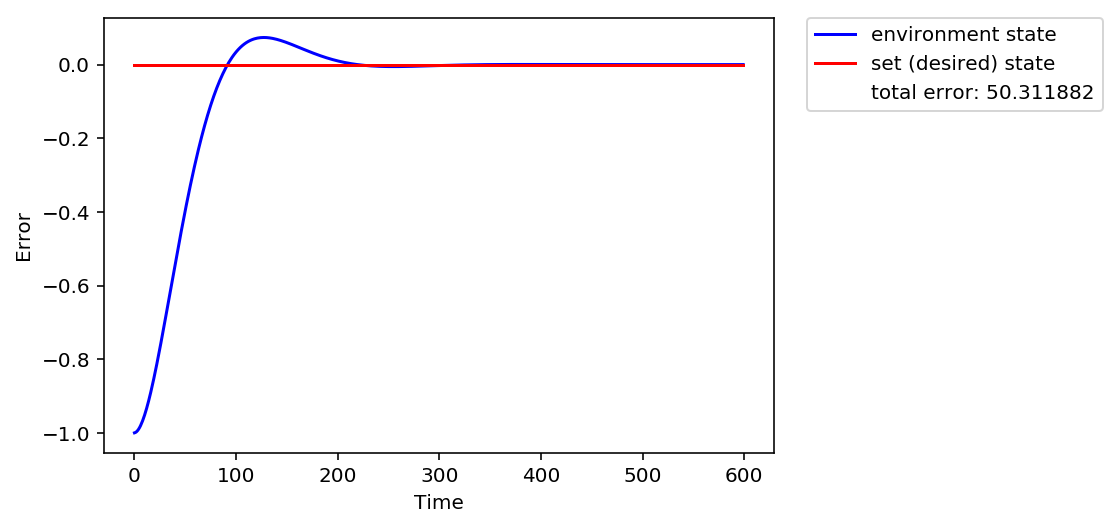 environment state
set (desired) state
total error: 50.311882
0.0
−0.2
−0.4
−0.6
−0.8
−1.0
Error
0 100 200 300 400 500 600
Time